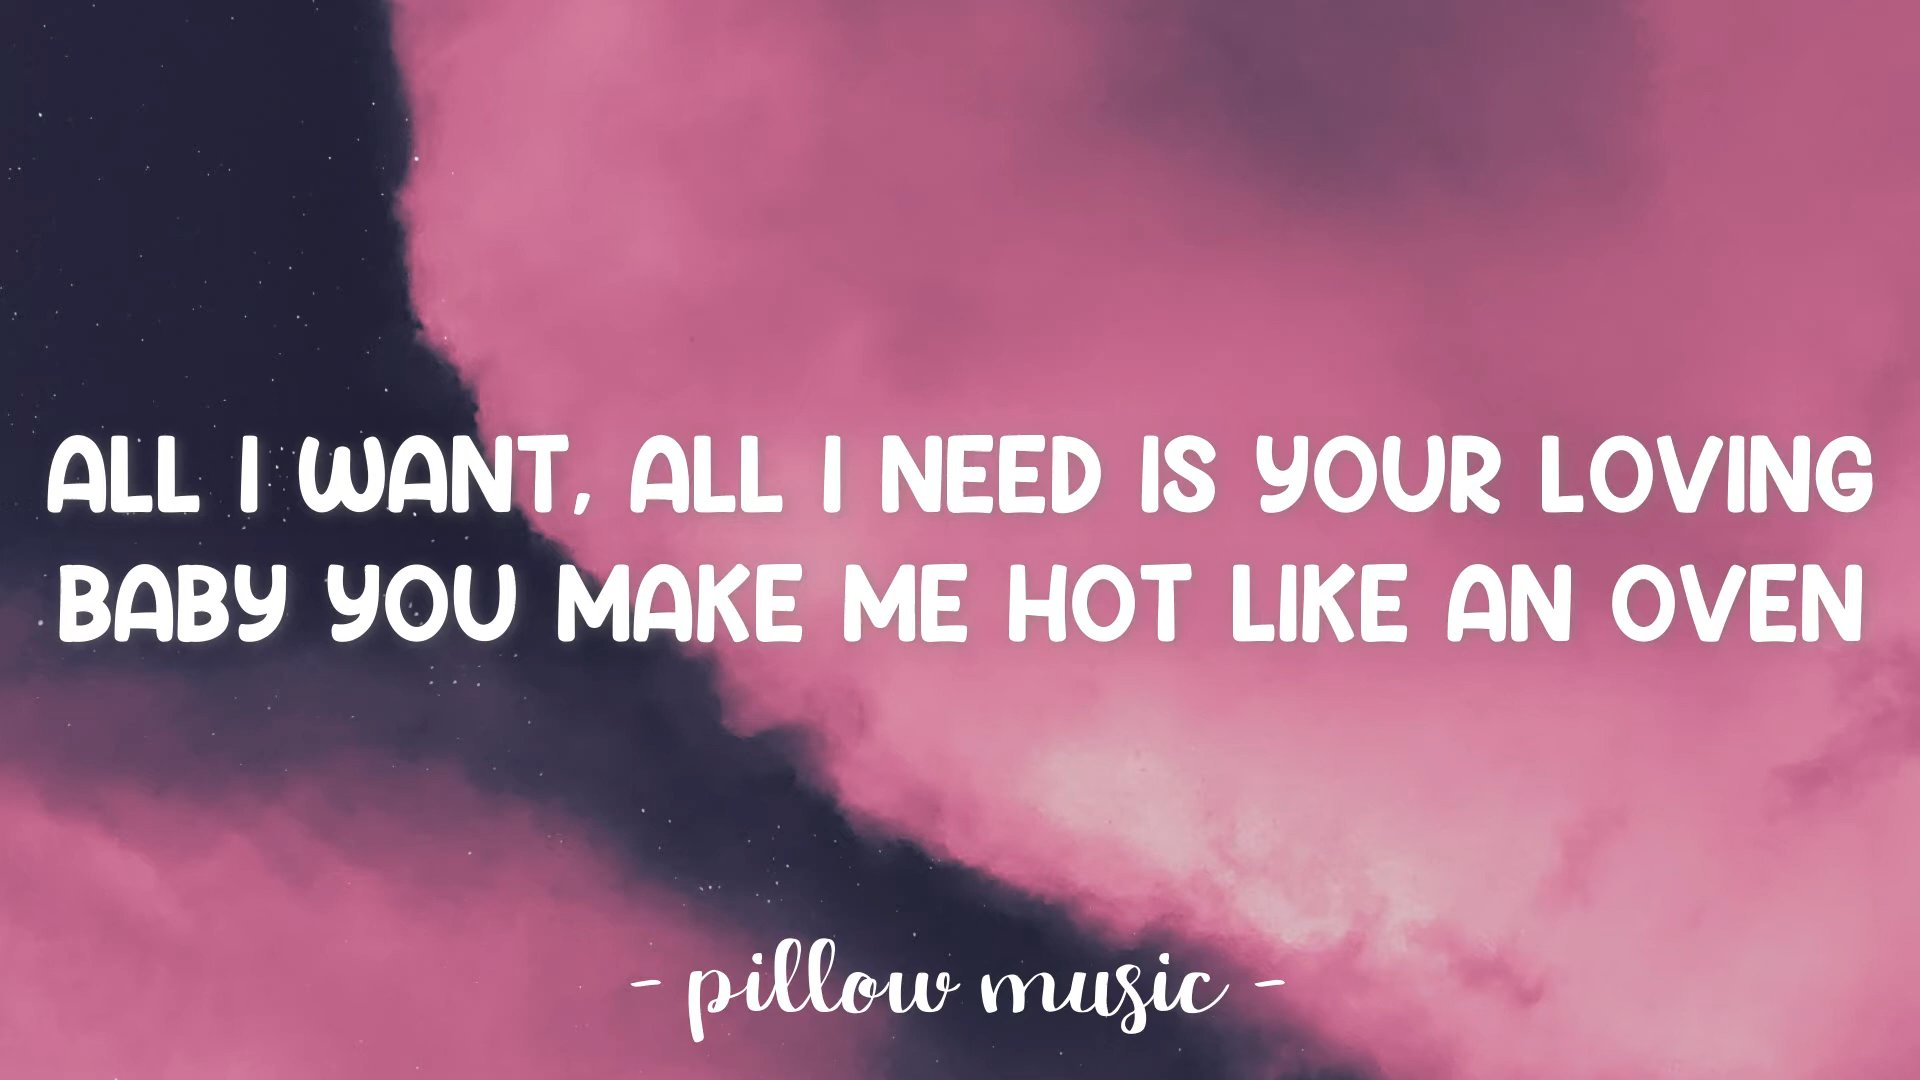 ALL I WANT, ALL I NEED IS YOUR LOVING
BABY YOU MAKE ME HOT LIKE AN OVEN
- pillow music -